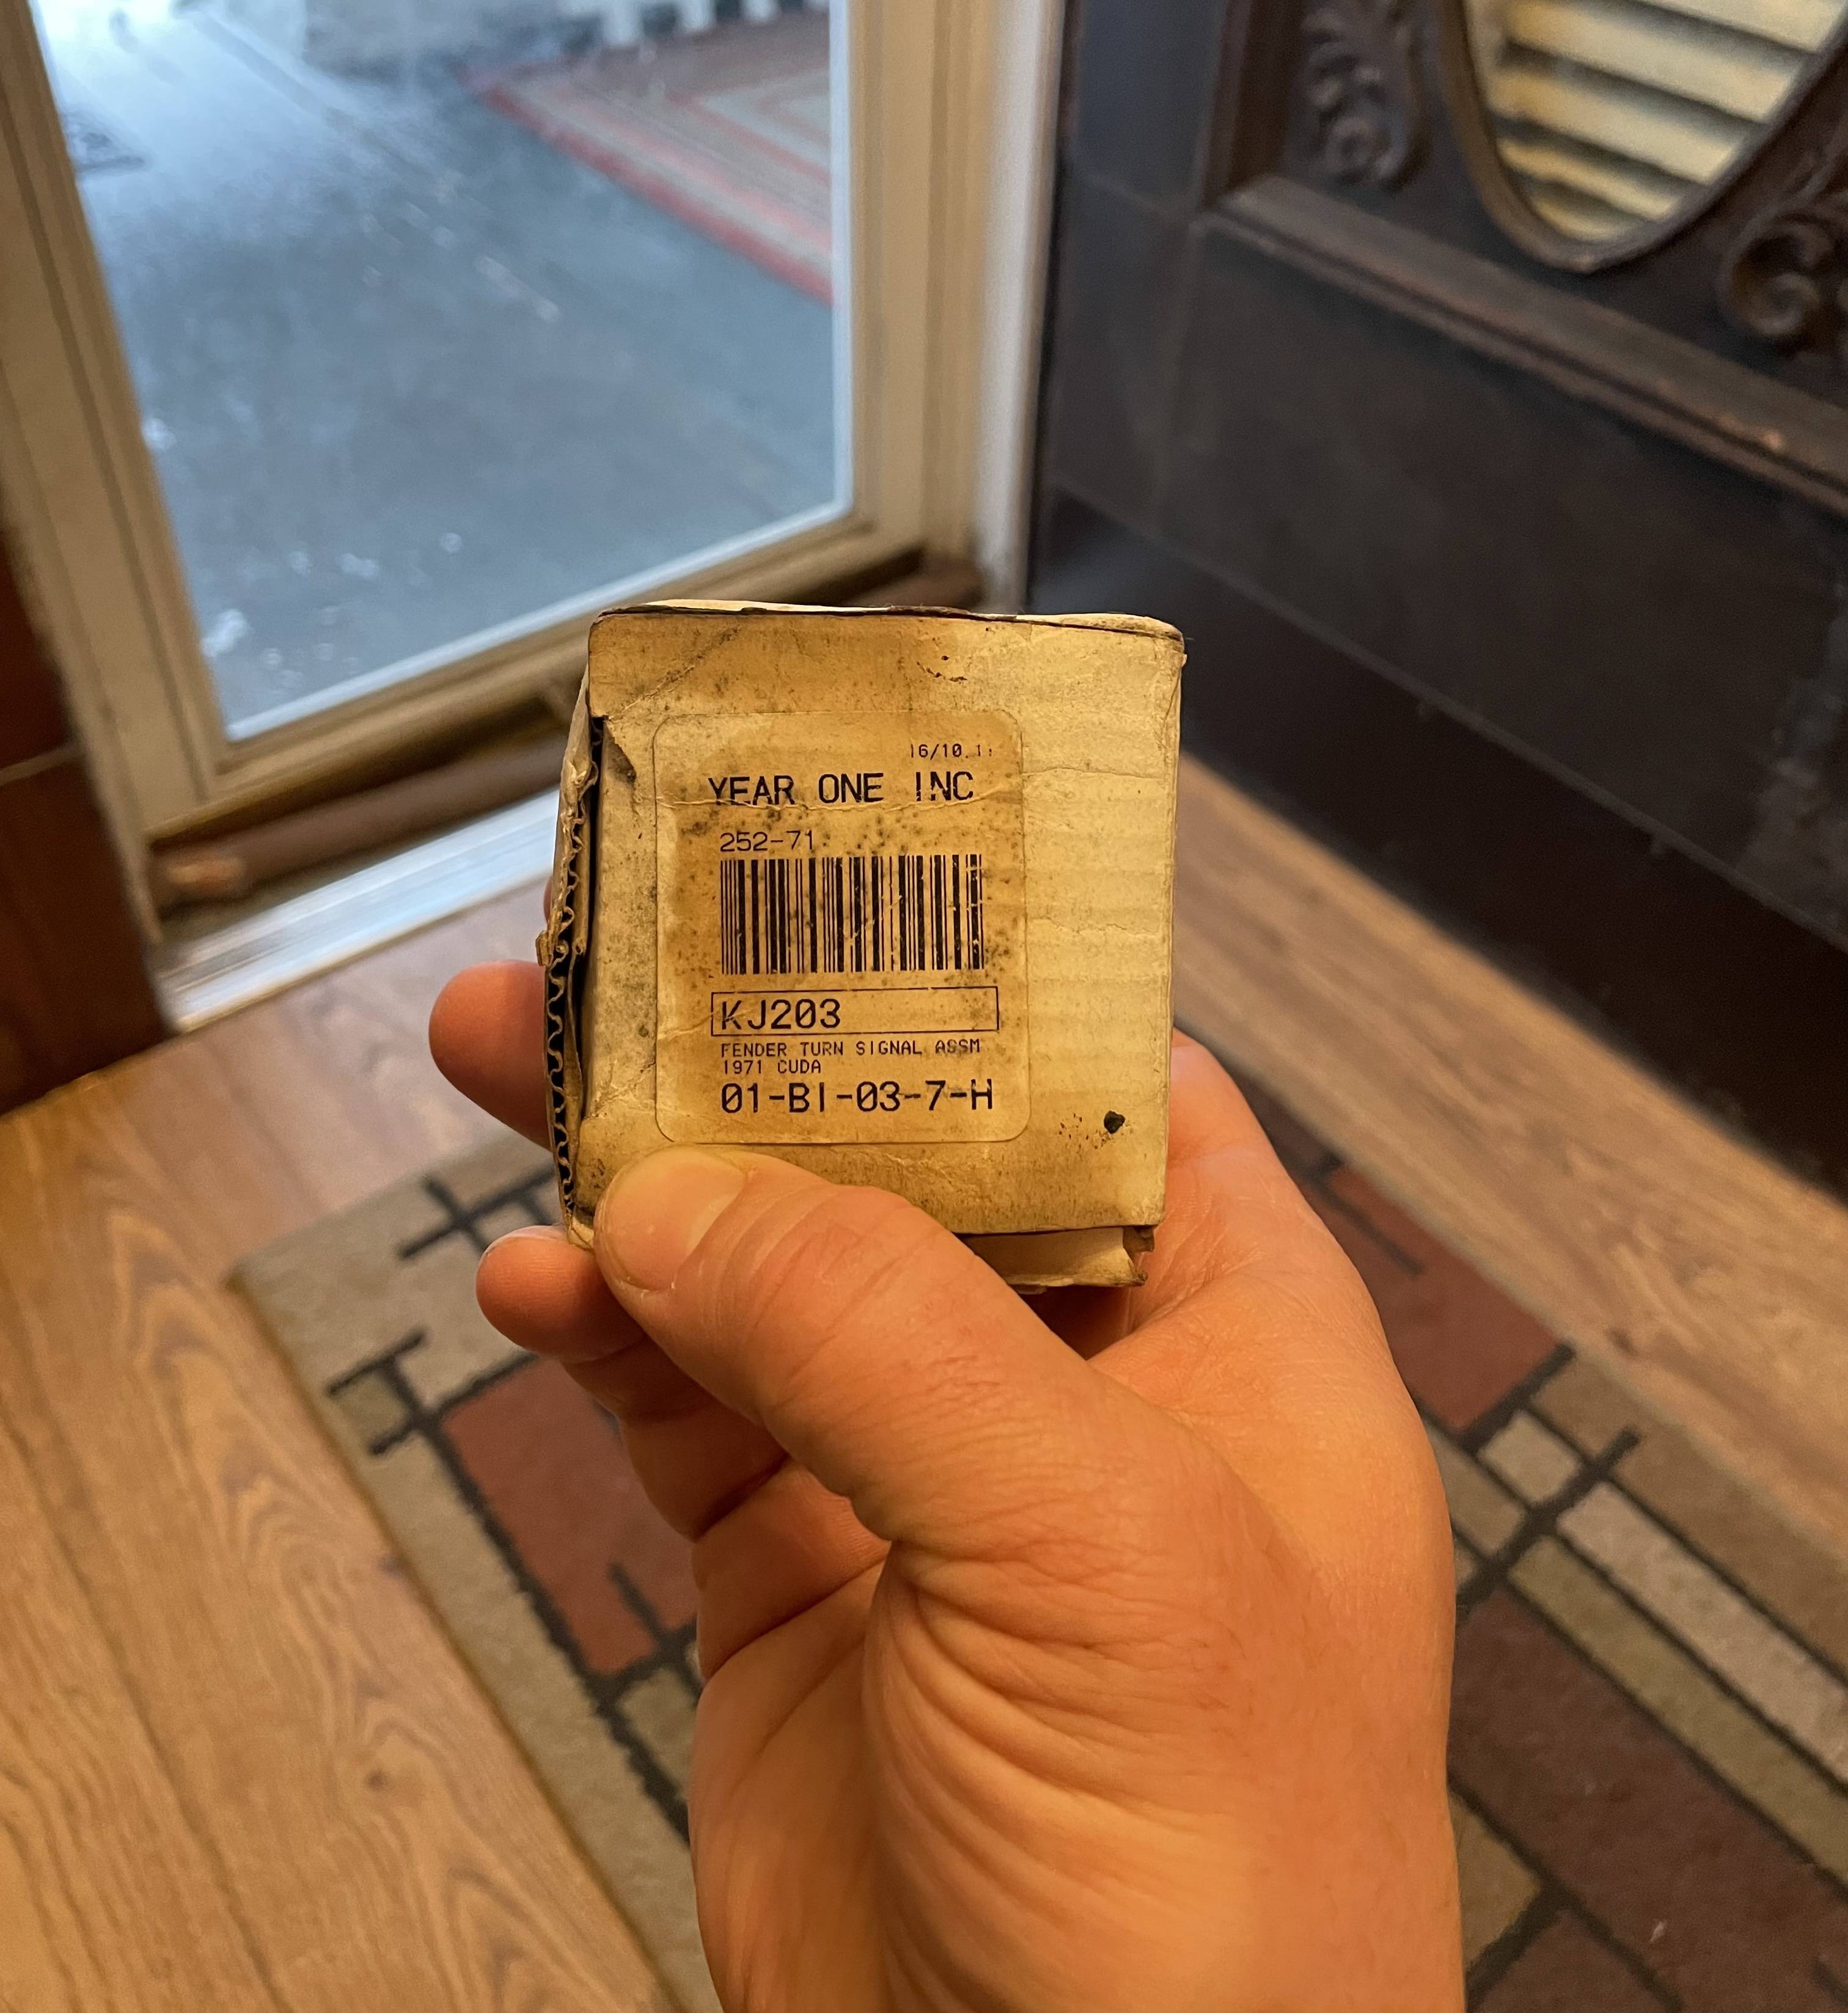 YEAR ONE INC
252-71
KJ203
FENDER TURN SIGNAL ASSM
1971 CUDA
01-BI-03-7-H